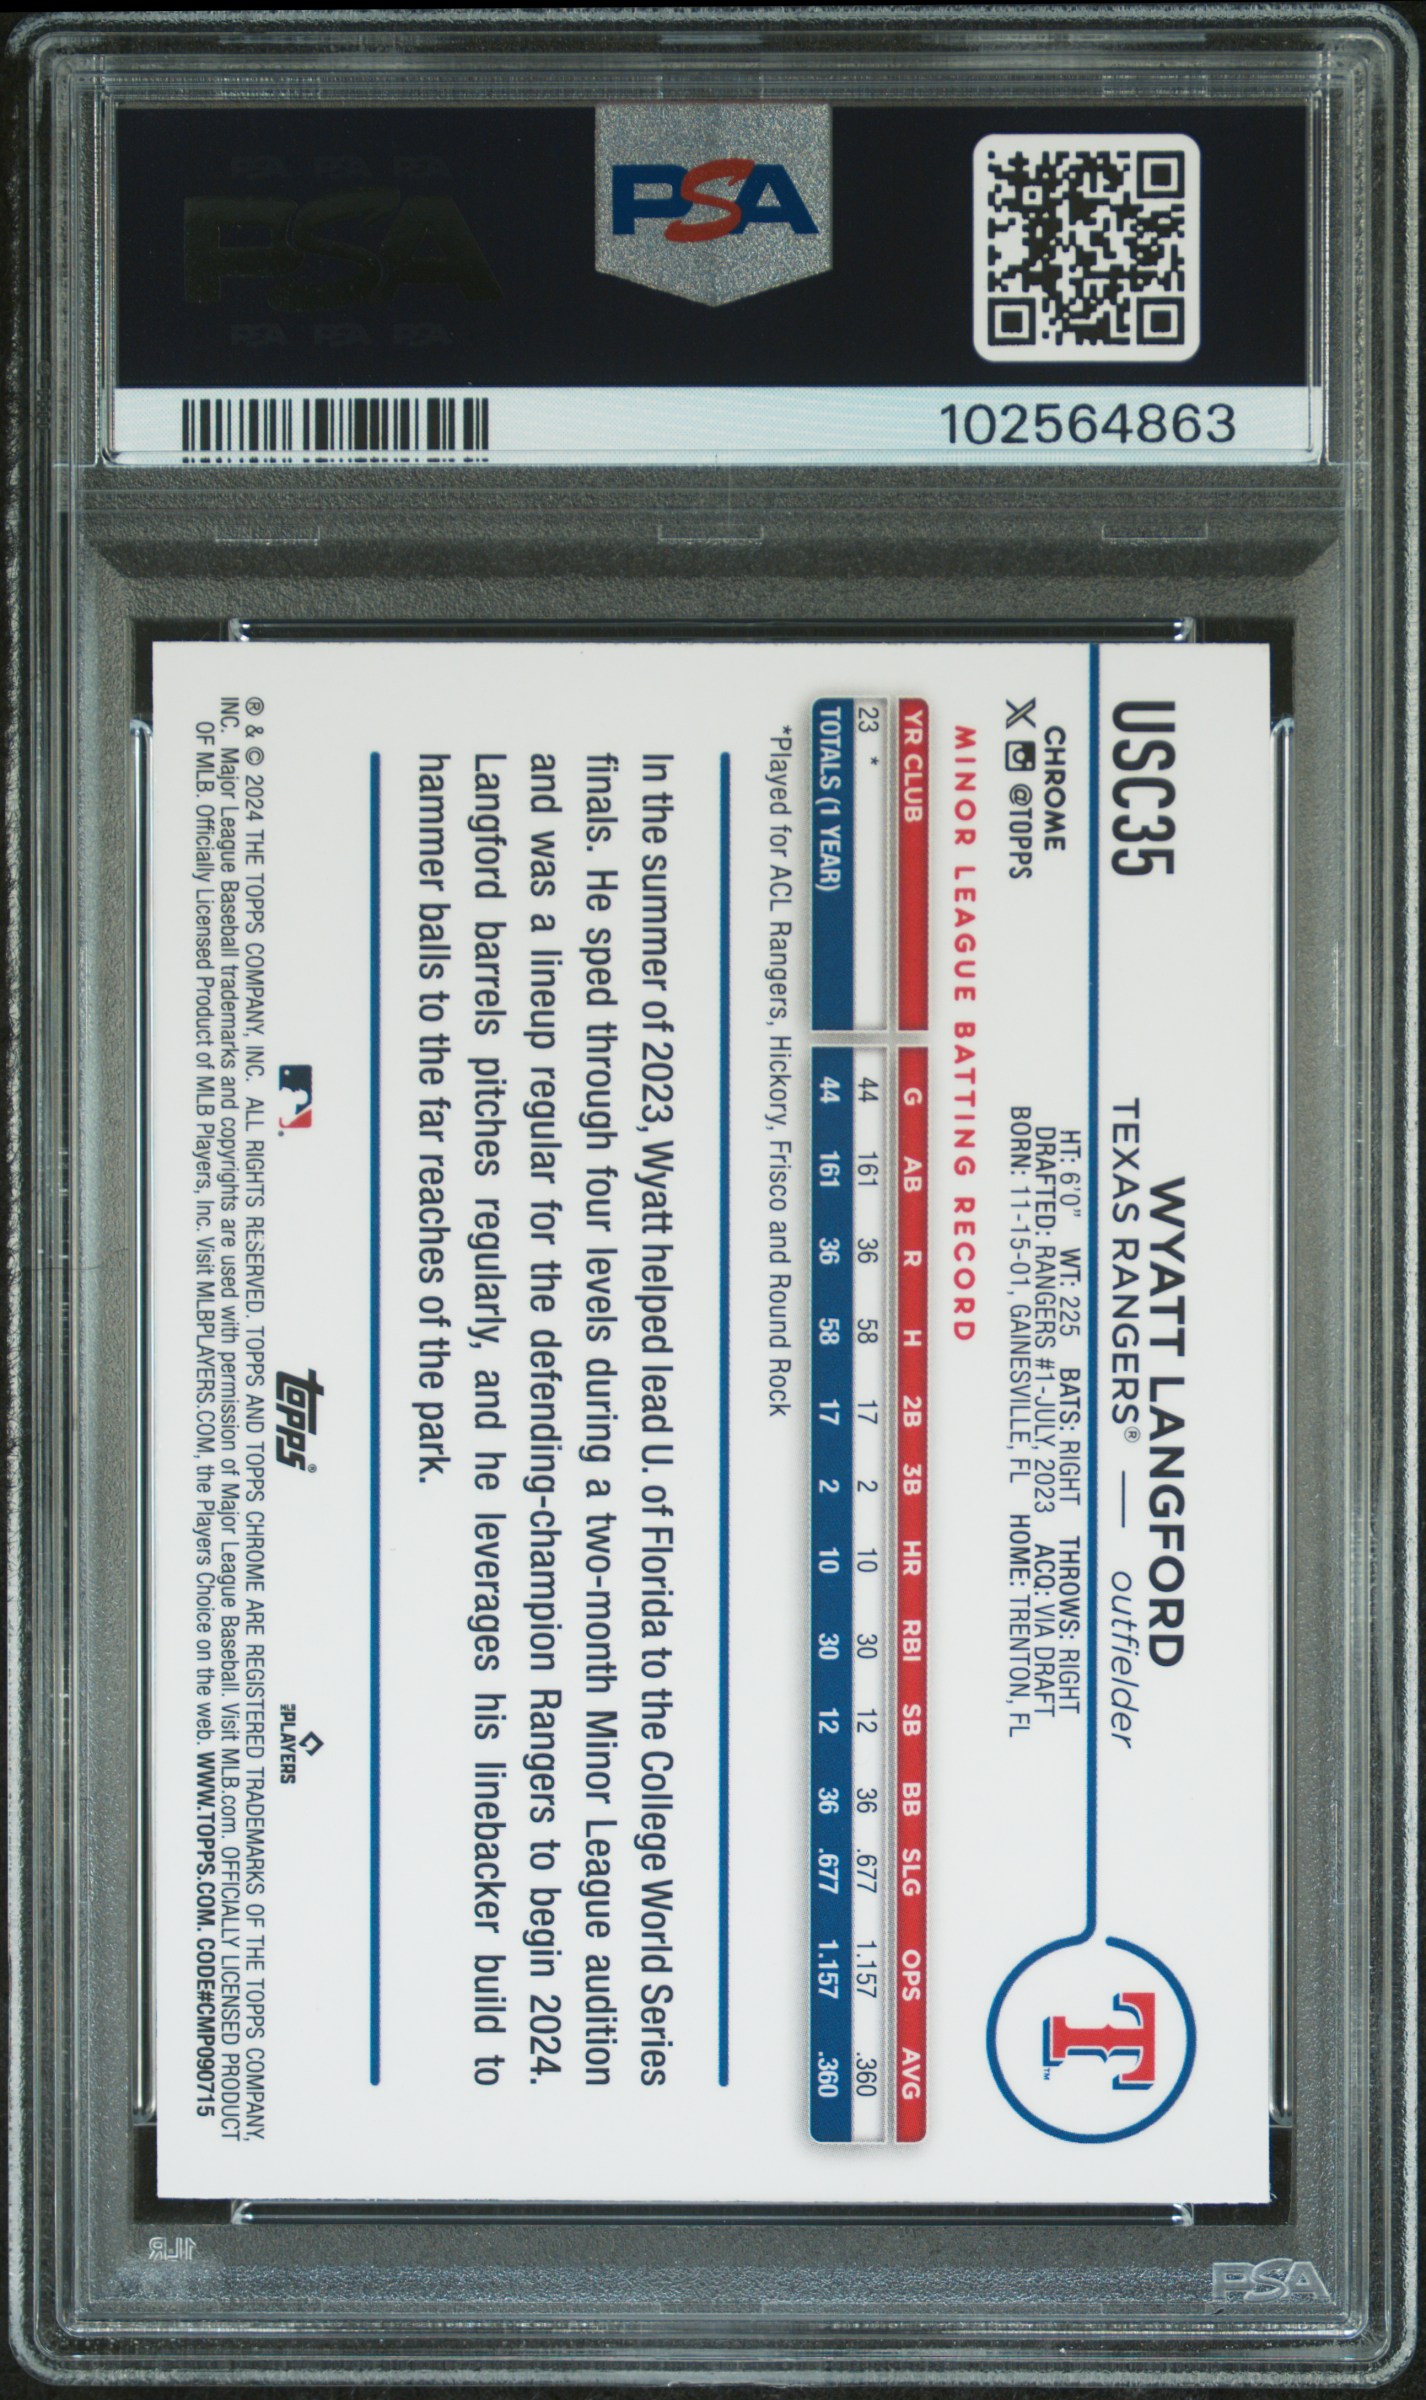 PSA
PSA PSA PSA
PSA
PSA PSA PSA
102564863
USC35
WYATT LANGFORD
TEXAS RANGERS® — outfielder
CHROME
X @TOPPS
HT: 6'0" WT: 225 BATS: RIGHT THROWS: RIGHT
DRAFTED: RANGERS #1-JULY, 2023 ACQ: VIA DRAFT
BORN: 11-15-01, GAINESVILLE, FL HOME: TRENTON, FL
T™
MINOR LEAGUE BATTING RECORD
YR CLUB G AB R H 2B 3B HR RBI SB BB SLG OPS AVG
23 * 44 161 36 58 17 2 10 30 12 36 .677 1.157 .360
TOTALS (1 YEAR) 44 161 36 58 17 2 10 30 12 36 .677 1.157 .360
*Played for ACL Rangers, Hickory, Frisco and Round Rock
In the summer of 2023, Wyatt helped lead U. of Florida to the College World Series
finals. He sped through four levels during a two-month Minor League audition
and was a lineup regular for the defending-champion Rangers to begin 2024.
Langford barrels pitches regularly, and he leverages his linebacker build to
hammer balls to the far reaches of the park.
topps®
MLB PLAYERS
® & © 2024 THE TOPPS COMPANY, INC. ALL RIGHTS RESERVED. TOPPS AND TOPPS CHROME ARE REGISTERED TRADEMARKS OF THE TOPPS COMPANY,
INC. Major League Baseball trademarks and copyrights are used with permission of Major League Baseball. Visit MLB.com. OFFICIALLY LICENSED PRODUCT
OF MLB. Officially Licensed Product of MLB Players, Inc. Visit MLBPLAYERS.COM, the Players Choice on the web. WWW.TOPPS.COM. CODE#CMP090715
PSA